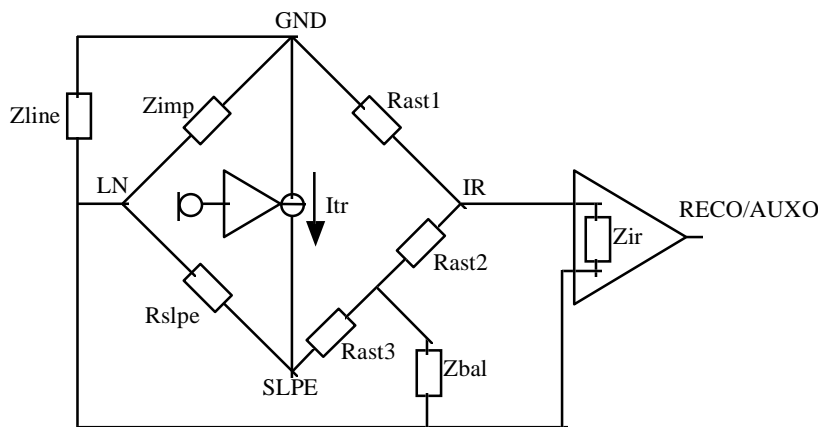 GND
Zline
Zimp
Rast1
LN
Itr
IR
RECO/AUXO
Zir
Rast2
Rslpe
Rast3
Zbal
SLPE